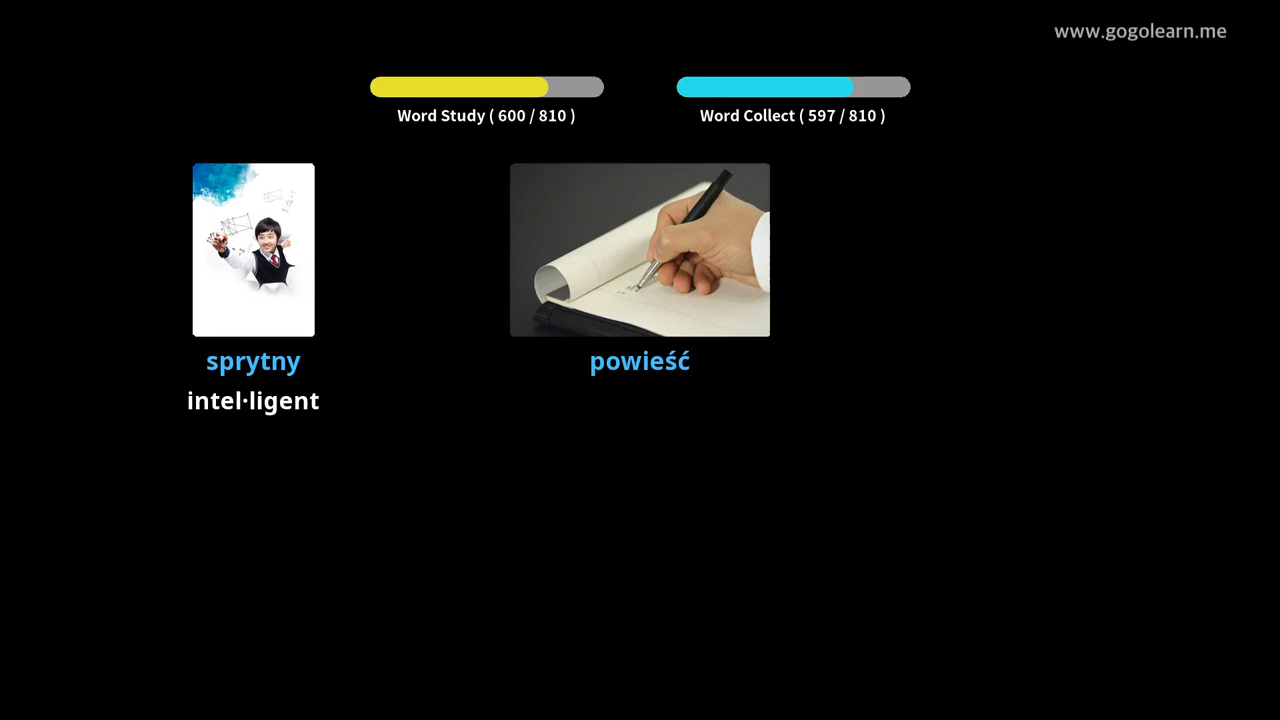 www.gogolearn.me
Word Study ( 600 / 810 )
Word Collect ( 597 / 810 )
sprytny
powieść
intel·ligent